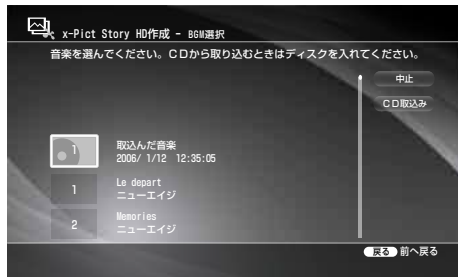 x-Pict Story HD作成 - BGM選択
音楽を選んでください。CDから取り込むときはディスクを入れてください。
中止
CD取込み
1
取込んだ音楽
2006/ 1/12 12:35:05
1
Le depart
ニューエイジ
2
Memories
ニューエイジ
戻る 前へ戻る